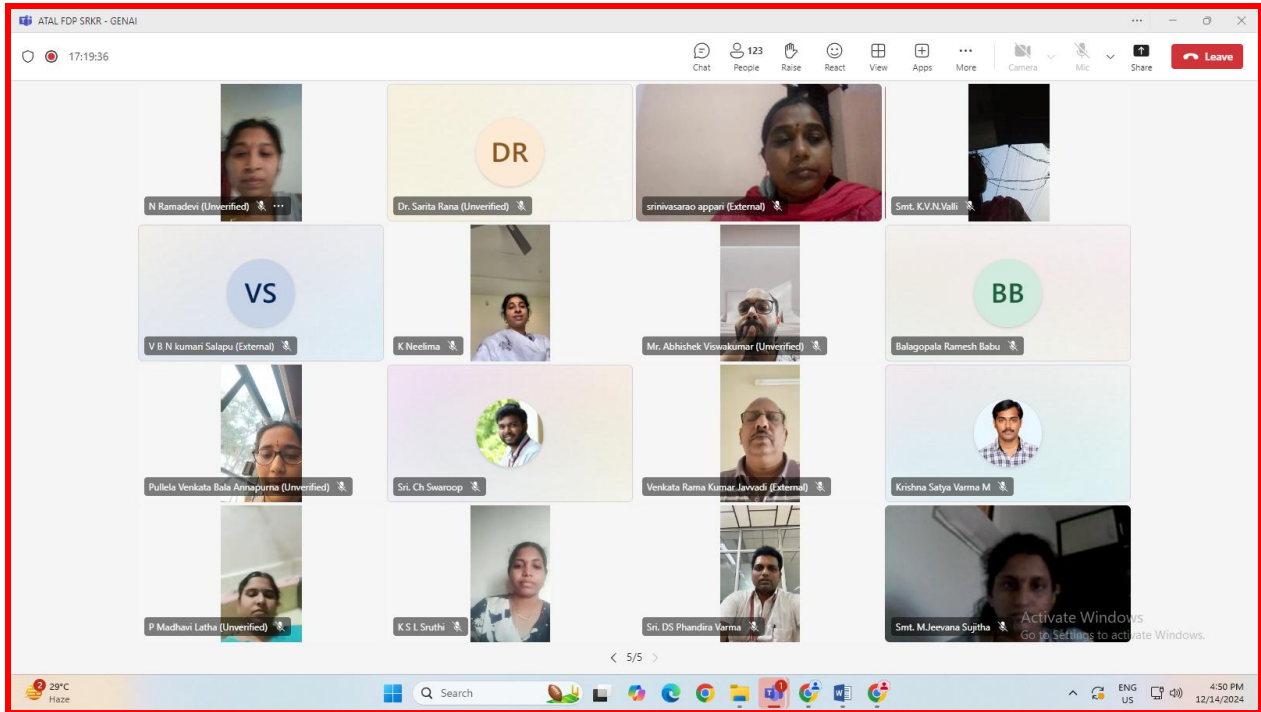 ATAL FDP SRKR - GENAI
17:19:36
Chat
123
People
Raise
React
View
Apps
More
Camera
Mic
Share
Leave
N Ramadevi (Unverified)
DR
Dr. Sarita Rana (Unverified)
srinivasarao appari (External)
Smt. K.V.N.Valli
VS
V B N kumari Salapu (External)
K Neelima
Mr. Abhishek Viswakumar (Unverified)
BB
Balagopala Ramesh Babu
Pullela Venkata Bala Annapurna (Unverified)
Sri. Ch Swaroop
Venkata Rama Kumar Javvadi (External)
Krishna Satya Varma M
P Madhavi Latha (Unverified)
K S L Sruthi
Sri. DS Phandira Varma
Smt. M.Jeevana Sujitha
Activate Windows
Go to Settings to activate Windows.
5/5
2
29°C
Haze
Search
1
ENG
US
4:50 PM
12/14/2024